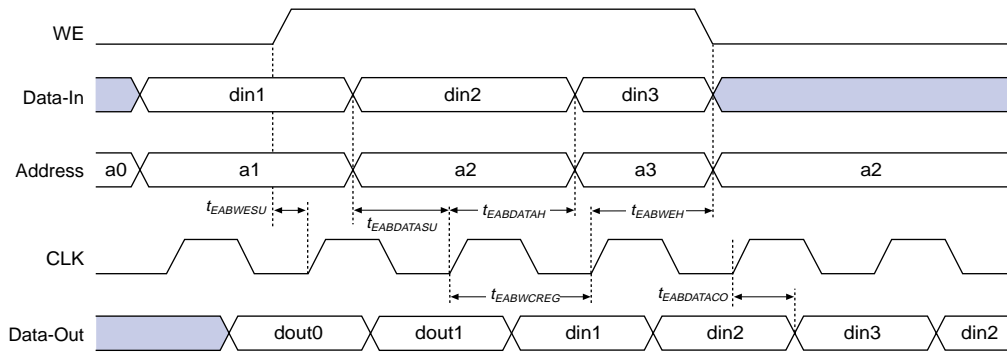 WE
Data-In din1 din2 din3
Address a0 a1 a2 a3 a2
tEABWESU tEABDATASU tEABDATAH tEABWEH
CLK
tEABWCREG tEABDATACO
Data-Out dout0 dout1 din1 din2 din3 din2